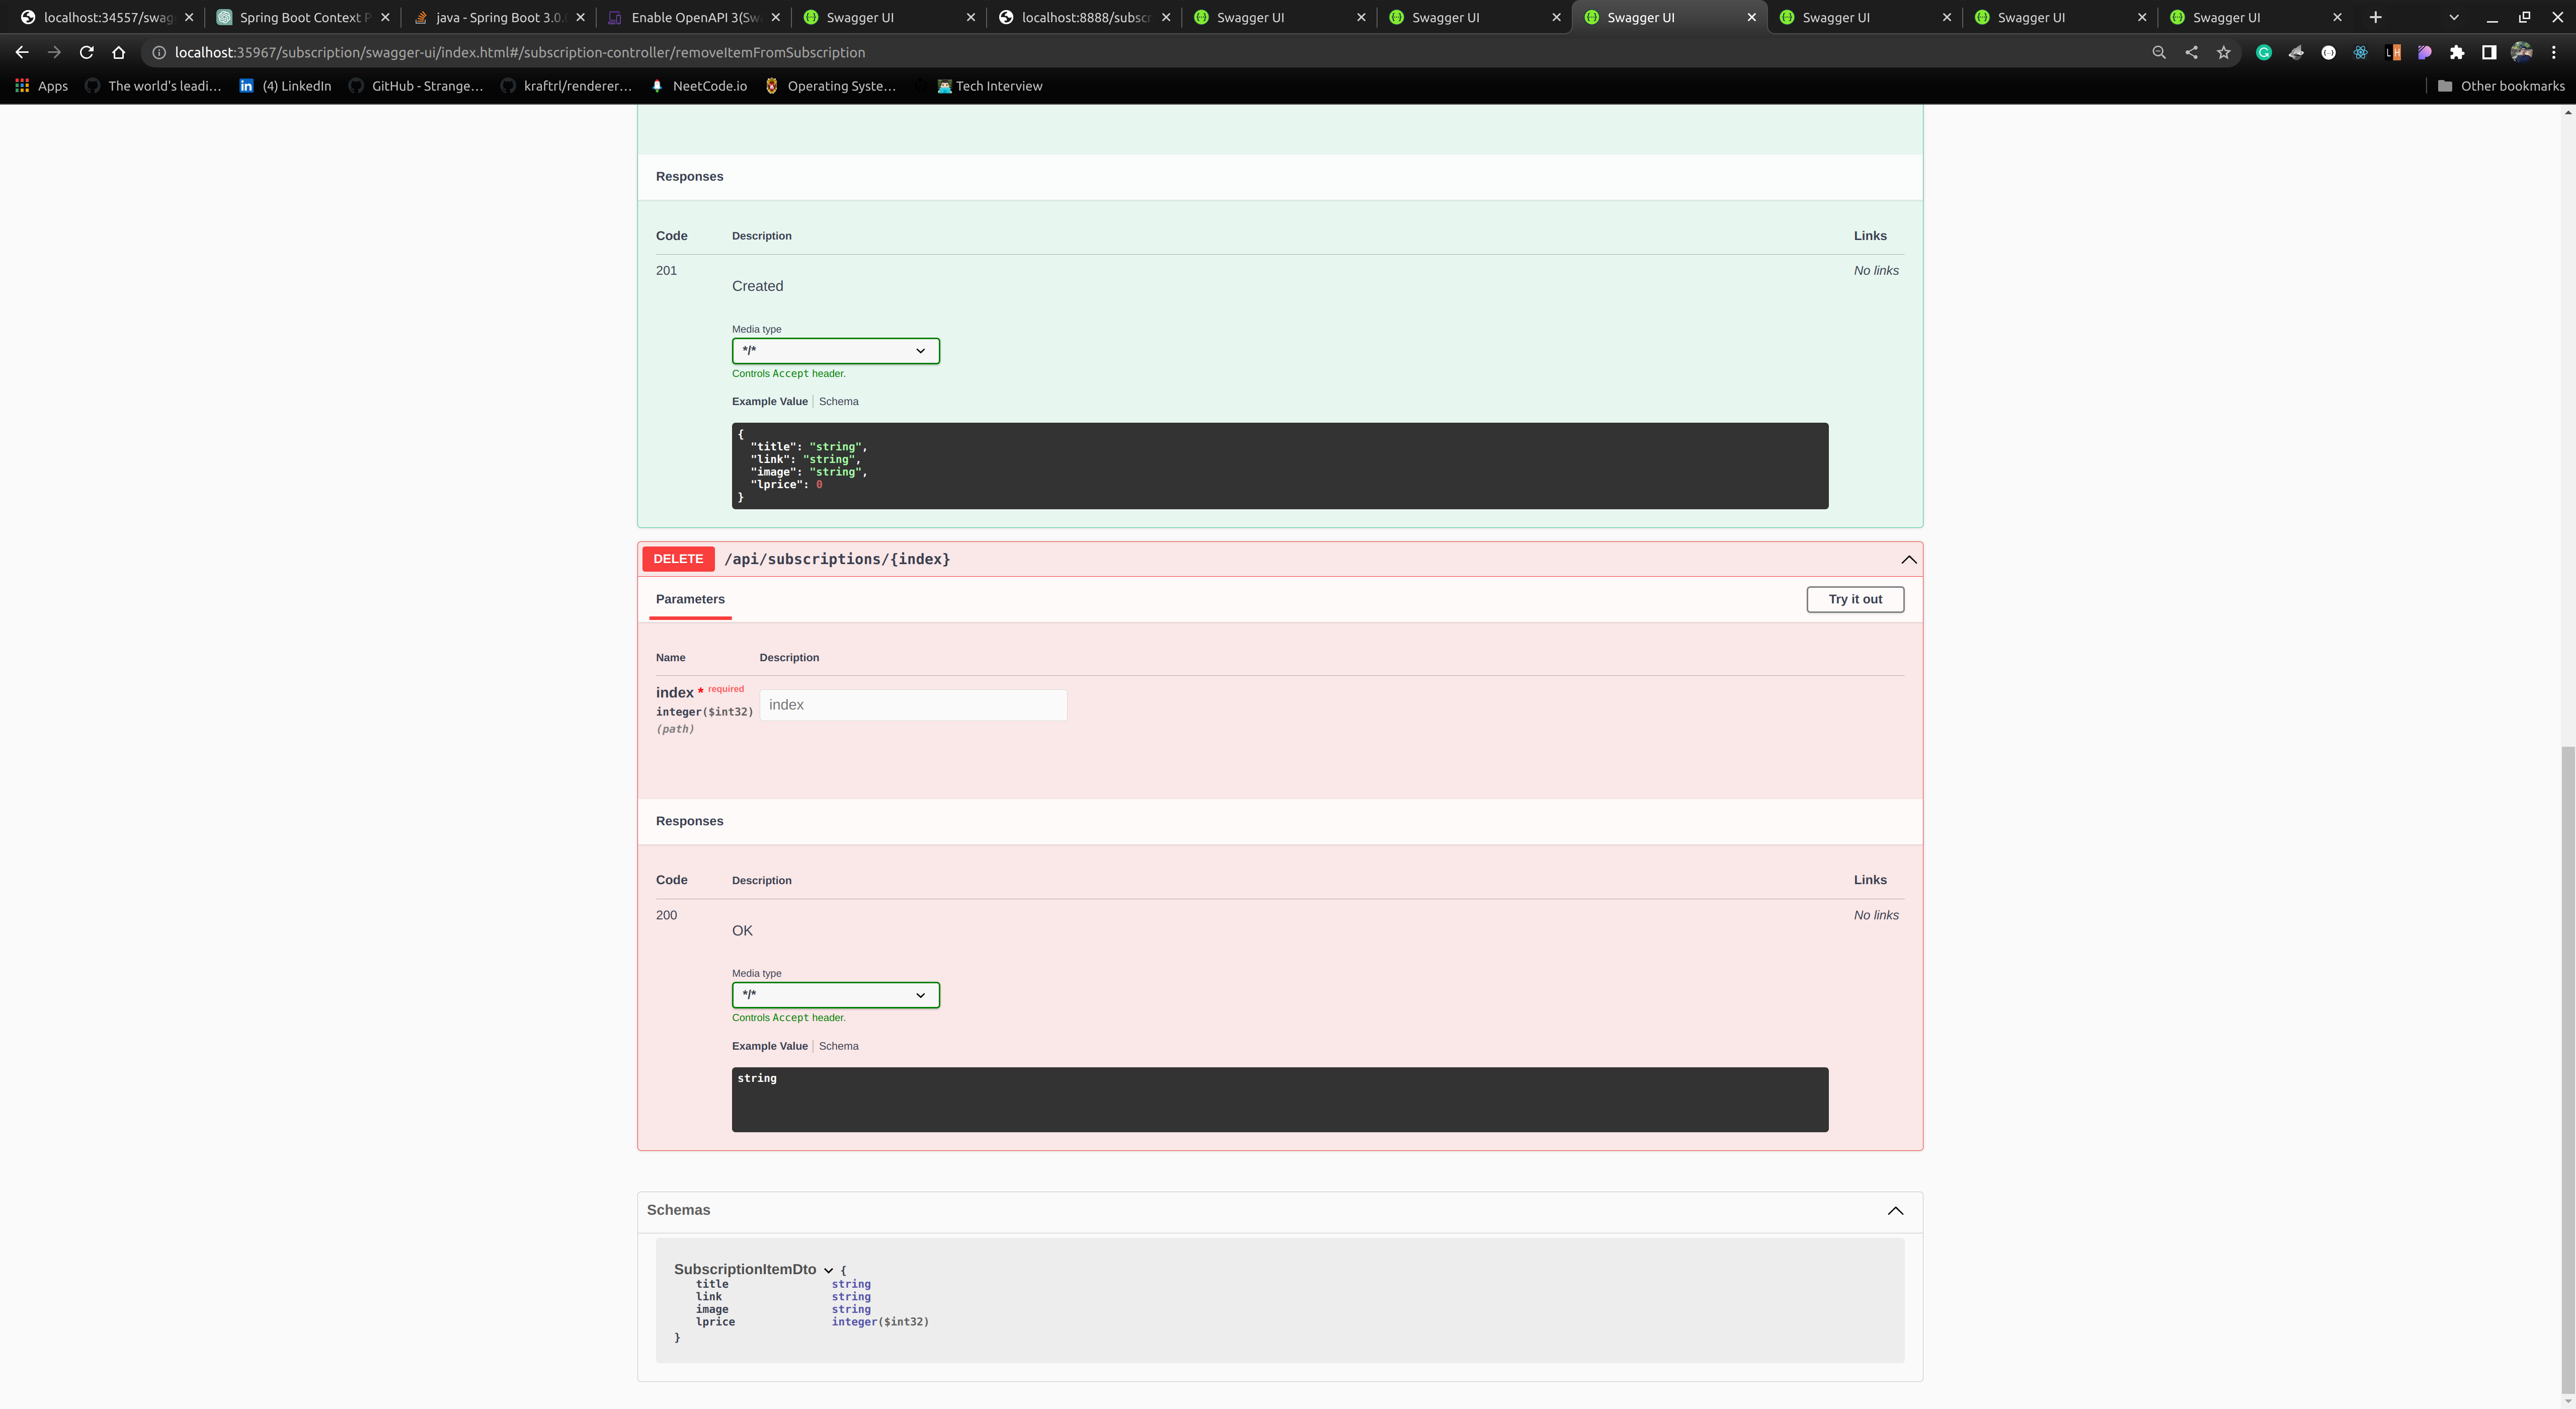 localhost:34557/swag
Spring Boot Context P
java - Spring Boot 3.0.
Enable OpenAPI 3(Sw
Swagger UI
localhost:8888/subscr
Swagger UI
Swagger UI
Swagger UI
Swagger UI
Swagger UI
Swagger UI
localhost:35967/subscription/swagger-ui/index.html#/subscription-controller/removeItemFromSubscription
Apps
The world's leadi...
(4) LinkedIn
GitHub - Strange...
kraftrl/renderer...
NeetCode.io
Operating Syste...
Tech Interview
Other bookmarks
Responses
Code Description Links
201 No links
Created
Media type
*/*
Controls Accept header.
Example Value Schema
{
"title": "string",
"link": "string",
"image": "string",
"lprice": 0
}
DELETE /api/subscriptions/{index}
Parameters Try it out
Name Description
index * required
index
integer($int32)
(path)
Responses
Code Description Links
200 No links
OK
Media type
*/*
Controls Accept header.
Example Value Schema
string
Schemas
SubscriptionItemDto {
title string
link string
image string
lprice integer($int32)
}